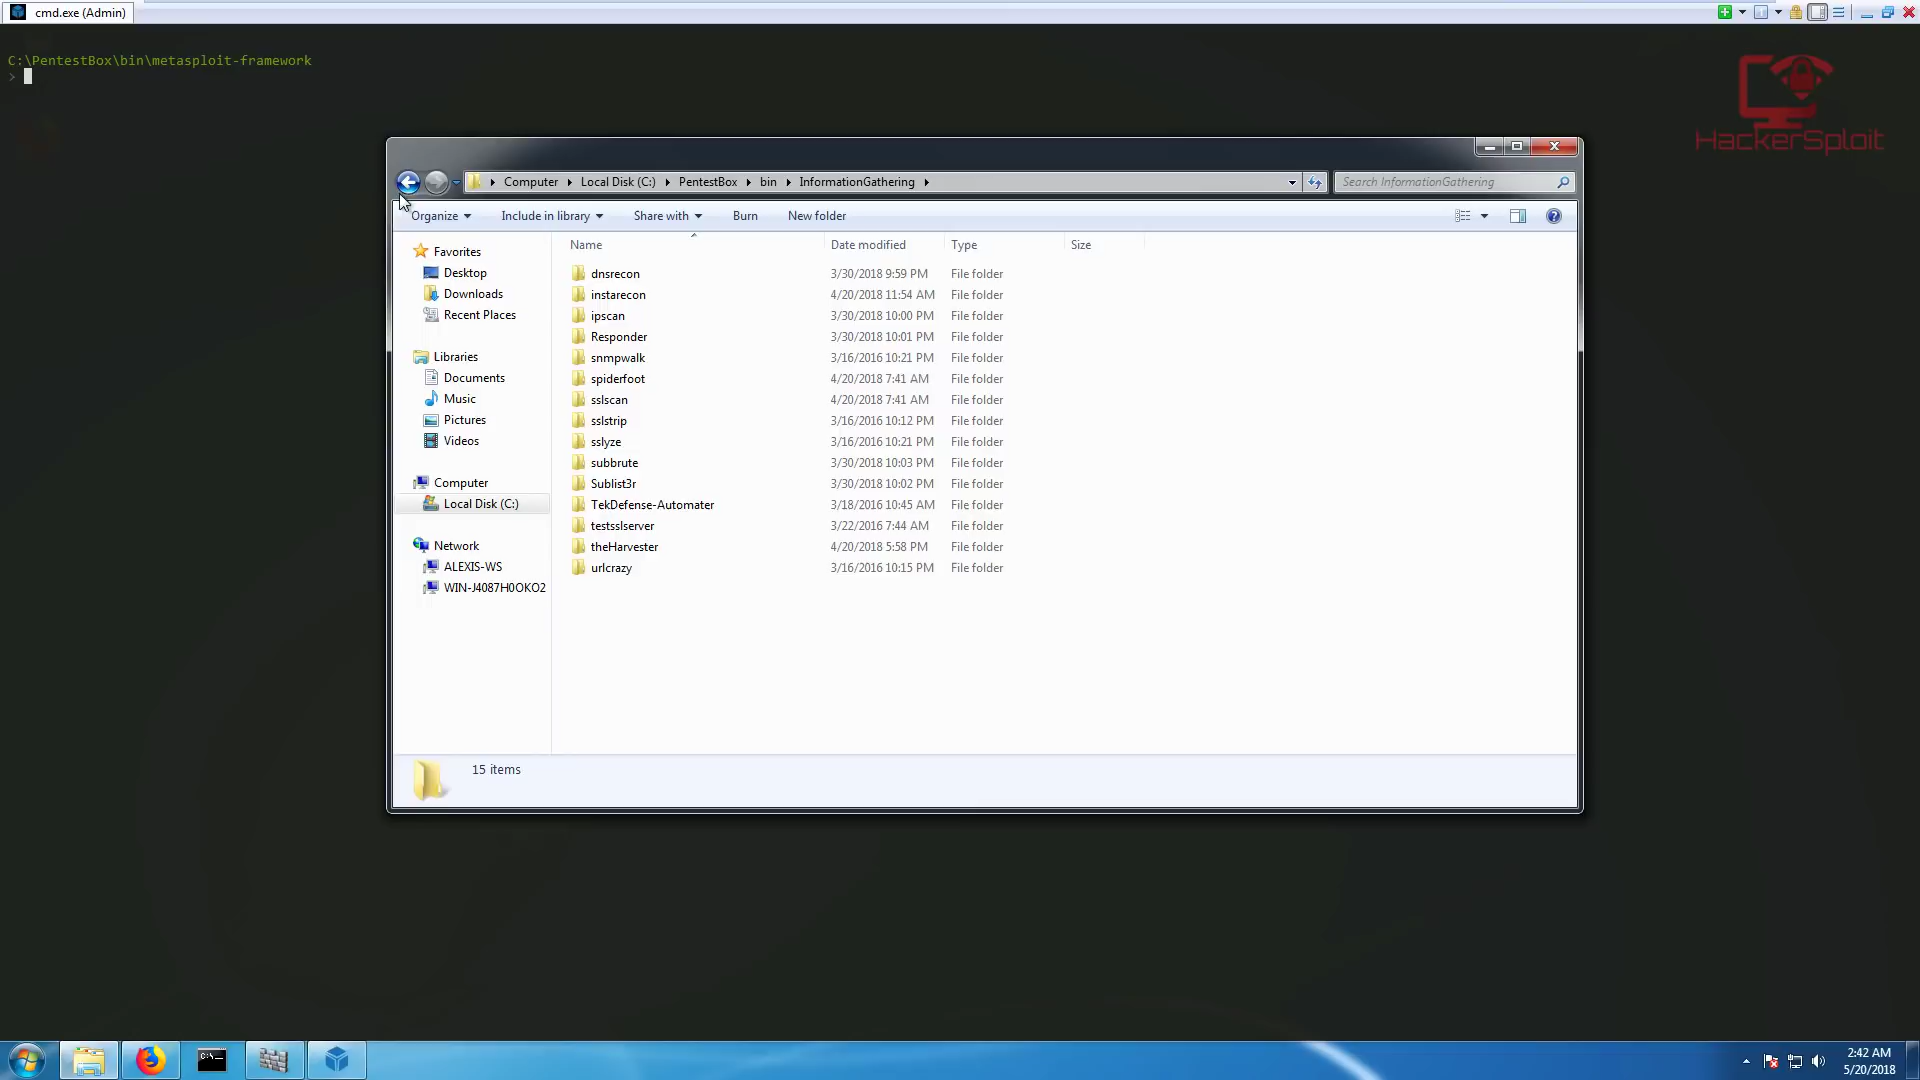 cmd.exe (Admin)
C:\PentestBox\bin\metasploit-framework
>
HackerSploit
Computer Local Disk (C:) PentestBox bin InformationGathering
Search InformationGathering
Organize Include in library Share with Burn New folder
Name Date modified Type Size
Favorites
Desktop
Downloads
Recent Places
Libraries
Documents
Music
Pictures
Videos
Computer
Local Disk (C:)
Network
ALEXIS-WS
WIN-J4087H0OKO2
dnsrecon 3/30/2018 9:59 PM File folder
instarecon 4/20/2018 11:54 AM File folder
ipscan 3/30/2018 10:00 PM File folder
Responder 3/30/2018 10:01 PM File folder
snmpwalk 3/16/2016 10:21 PM File folder
spiderfoot 4/20/2018 7:41 AM File folder
sslscan 4/20/2018 7:41 AM File folder
sslstrip 3/16/2016 10:12 PM File folder
sslyze 3/16/2016 10:21 PM File folder
subbrute 3/30/2018 10:03 PM File folder
Sublist3r 3/30/2018 10:02 PM File folder
TekDefense-Automater 3/18/2016 10:45 AM File folder
testsslserver 3/22/2016 7:44 AM File folder
theHarvester 4/20/2018 5:58 PM File folder
urlcrazy 3/16/2016 10:15 PM File folder
15 items
2:42 AM
5/20/2018